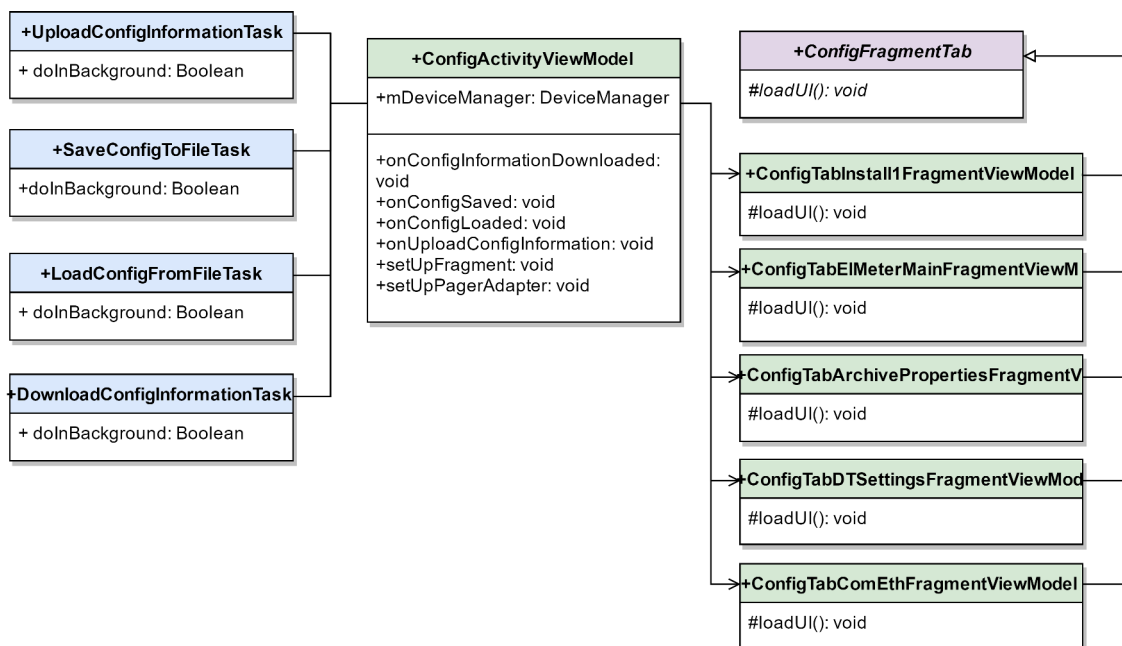 +UploadConfigInformationTask
+ doInBackground: Boolean
+SaveConfigToFileTask
+doInBackground: Boolean
+LoadConfigFromFileTask
+ doInBackground: Boolean
+DownloadConfigInformationTask
+ doInBackground: Boolean
+ConfigActivityViewModel
+mDeviceManager: DeviceManager
+onConfigInformationDownloaded:
void
+onConfigSaved: void
+onConfigLoaded: void
+onUploadConfigInformation: void
+setUpFragment: void
+setUpPagerAdapter: void
+ConfigFragmentTab
#loadUI(): void
+ConfigTabInstall1FragmentViewModel
#loadUI(): void
+ConfigTabElMeterMainFragmentViewM
#loadUI(): void
+ConfigTabArchivePropertiesFragmentV
#loadUI(): void
+ConfigTabDTSettingsFragmentViewMod
#loadUI(): void
+ConfigTabComEthFragmentViewModel
#loadUI(): void